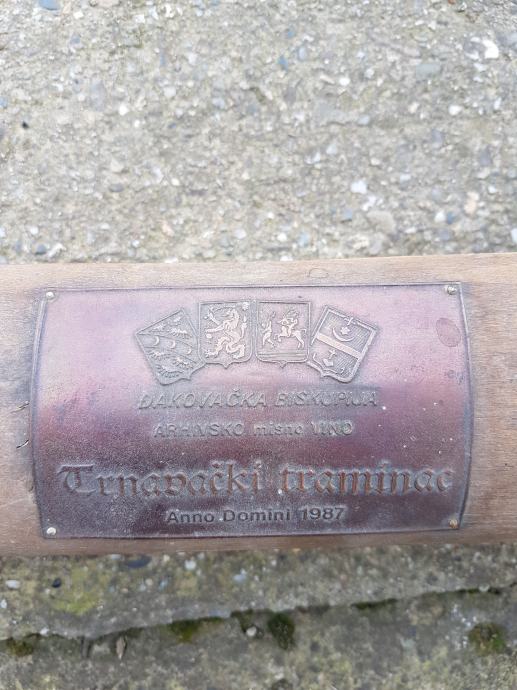 ĐAKOVAČKA BISKUPIJA
ARHIVSKO misno VINO
Trnavački traminac
Anno Domini 1987